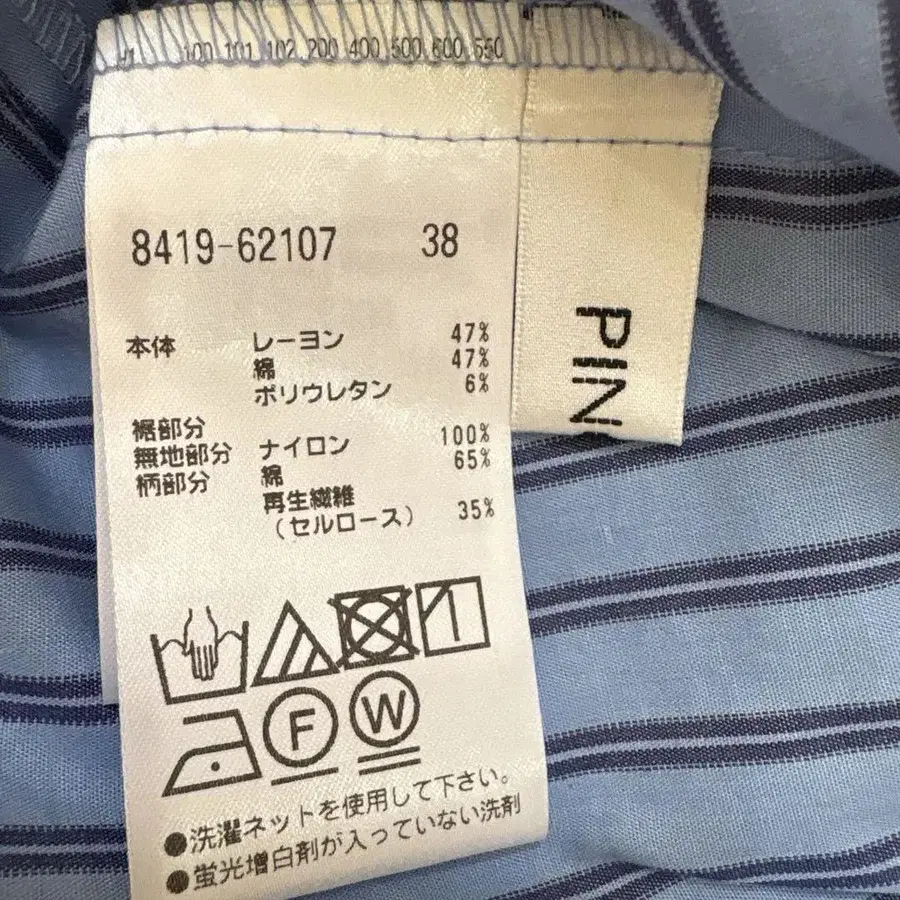 100 101 102 200 400 500 600 550
8419-62107 38
本体 レーヨン 47%
綿 47%
ポリウレタン 6%
裾部分
無地部分 ナイロン 100%
柄部分 綿 65%
再生繊維
(セルロース) 35%
F W
●洗濯ネットを使用して下さい。
●蛍光増白剤が入っていない洗剤
PIN